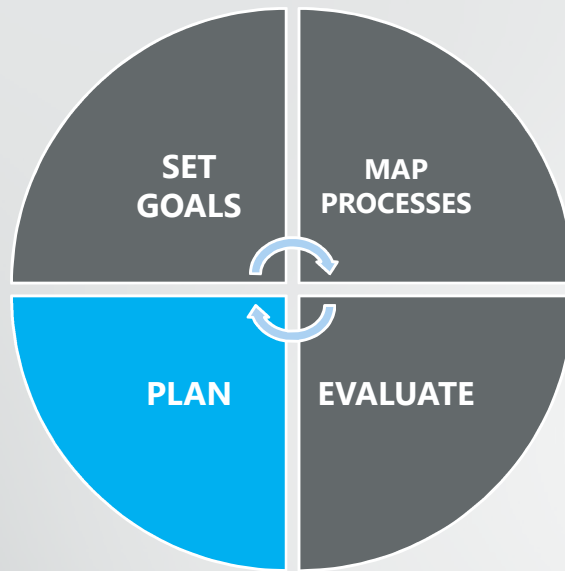 SET
GOALS
MAP
PROCESSES
PLAN
EVALUATE